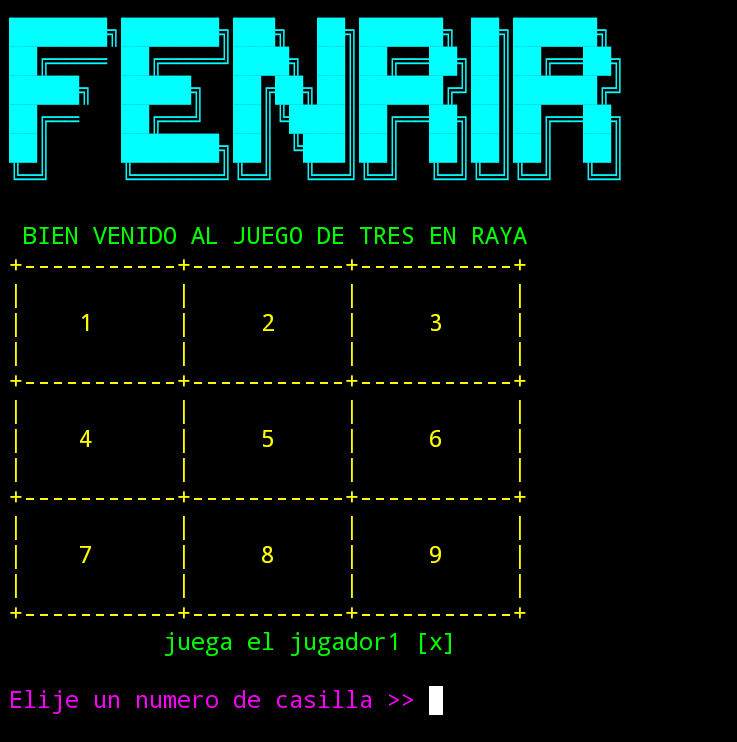 FENRIR
BIEN VENIDO AL JUEGO DE TRES EN RAYA
1 2 3
4 5 6
7 8 9
juega el jugador1 [x]
Elije un numero de casilla >>